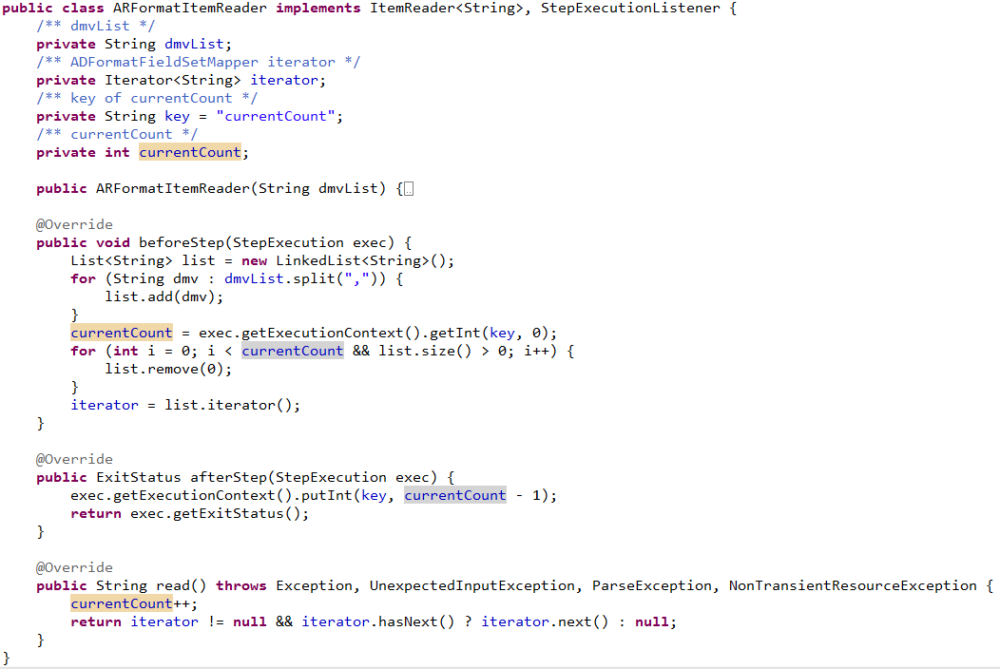 public class ARFormatItemReader implements ItemReader<String>, StepExecutionListener {
    /** dmvList */
    private String dmvList;
    /** ADFormatFieldSetMapper iterator */
    private Iterator<String> iterator;
    /** key of currentCount */
    private String key = "currentCount";
    /** currentCount */
    private int currentCount;

    public ARFormatItemReader(String dmvList) {

    @Override
    public void beforeStep(StepExecution exec) {
        List<String> list = new LinkedList<String>();
        for (String dmv : dmvList.split(",")) {
            list.add(dmv);
        }
        currentCount = exec.getExecutionContext().getInt(key, 0);
        for (int i = 0; i < currentCount && list.size() > 0; i++) {
            list.remove(0);
        }
        iterator = list.iterator();
    }

    @Override
    public ExitStatus afterStep(StepExecution exec) {
        exec.getExecutionContext().putInt(key, currentCount - 1);
        return exec.getExitStatus();
    }

    @Override
    public String read() throws Exception, UnexpectedInputException, ParseException, NonTransientResourceException {
        currentCount++;
        return iterator != null && iterator.hasNext() ? iterator.next() : null;
    }
}